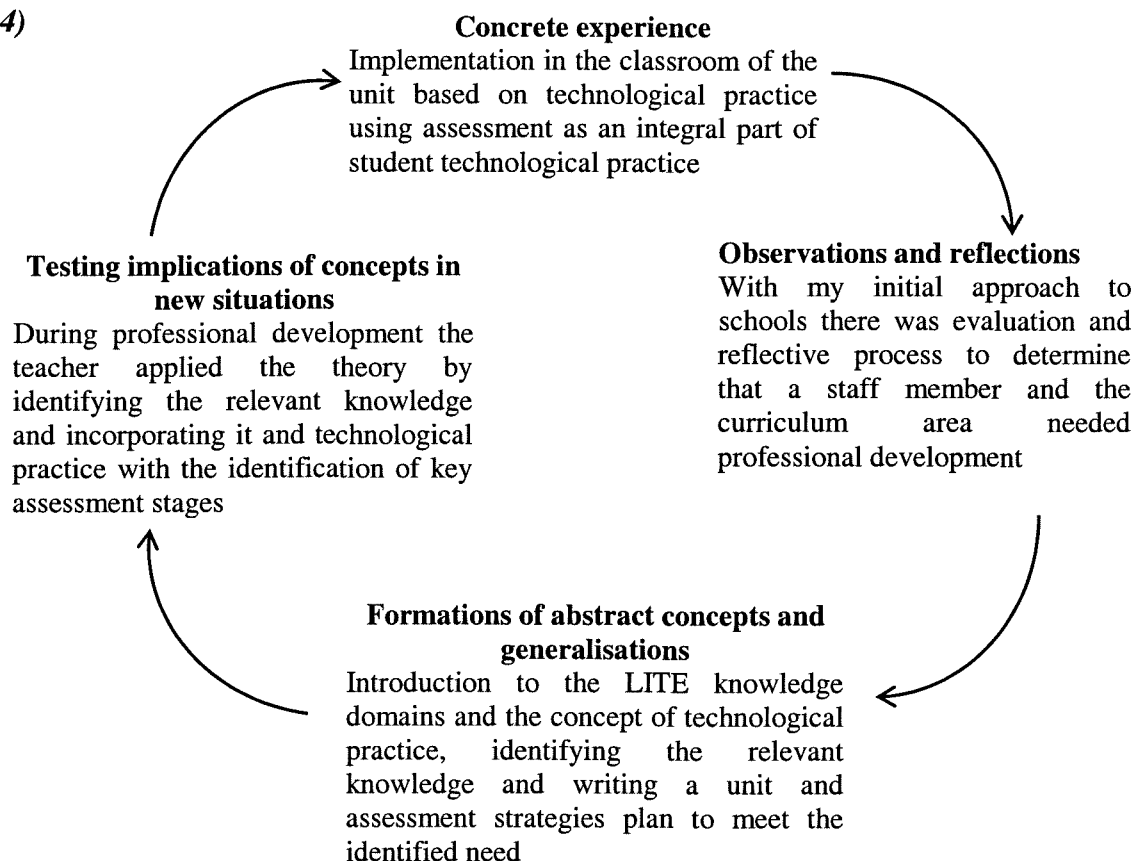 4)
Concrete experience
Implementation in the classroom of the
unit based on technological practice
using assessment as an integral part of
student technological practice
Observations and reflections
With my initial approach to
schools there was evaluation and
reflective process to determine
that a staff member and the
curriculum area needed
professional development
Formations of abstract concepts and
generalisations
Introduction to the LITE knowledge
domains and the concept of technological
practice, identifying the relevant
knowledge and writing a unit and
assessment strategies plan to meet the
identified need
Testing implications of concepts in
new situations
During professional development the
teacher applied the theory by
identifying the relevant knowledge
and incorporating it and technological
practice with the identification of key
assessment stages